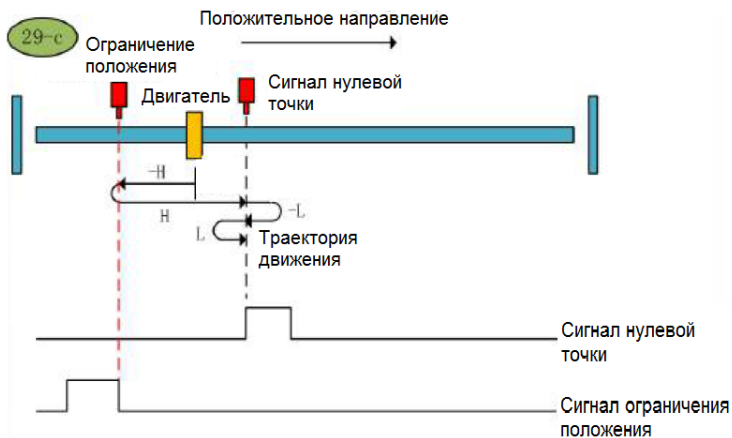 29-c
Положительное направление
Ограничение
положения
Двигатель
Сигнал нулевой
точки
-H
H
-L
L
Траектория
движения
Сигнал нулевой
точки
Сигнал ограничения
положения